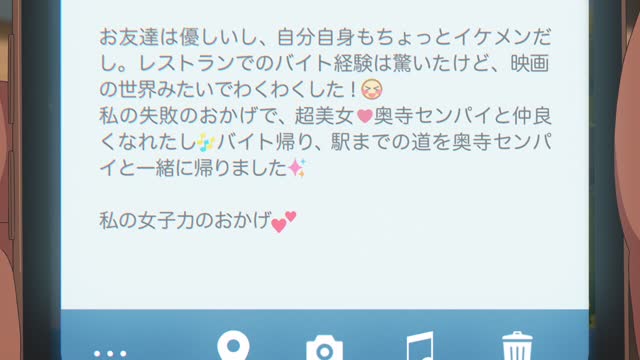 お友達は優しいし、自分自身もちょっとイケメンだ
し。レストランでのバイト経験は驚いたけど、映画
の世界みたいでわくわくした！😆
私の失敗のおかげで、超美女❤奥寺センパイと仲良
くなれたし🎶バイト帰り、駅までの道を奥寺センパ
イと一緒に帰りました✨
私の女子力のおかげ💕